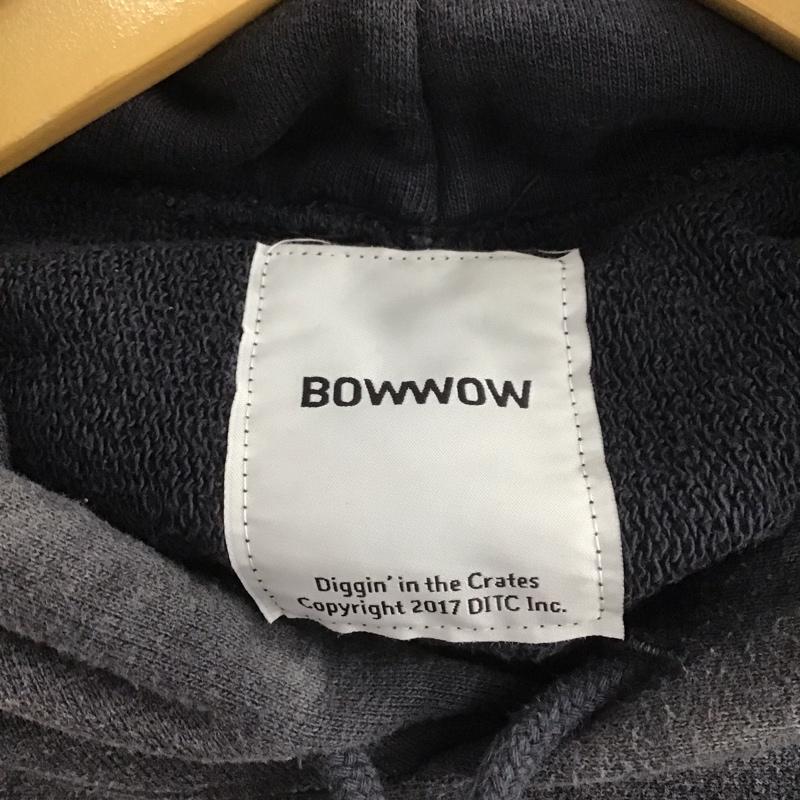 BOWWOW
Diggin' in the Crates
Copyright 2017 DITC Inc.